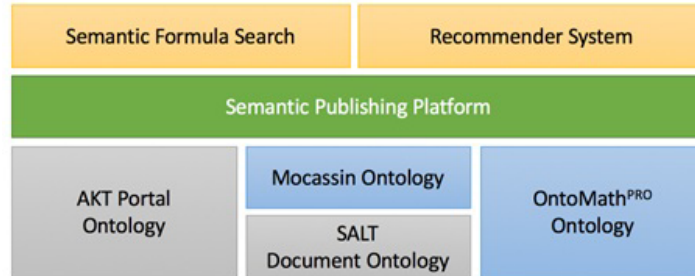 Semantic Formula Search
Recommender System
Semantic Publishing Platform
AKT Portal
Ontology
Mocassin Ontology
SALT
Document Ontology
OntoMathPRO
Ontology